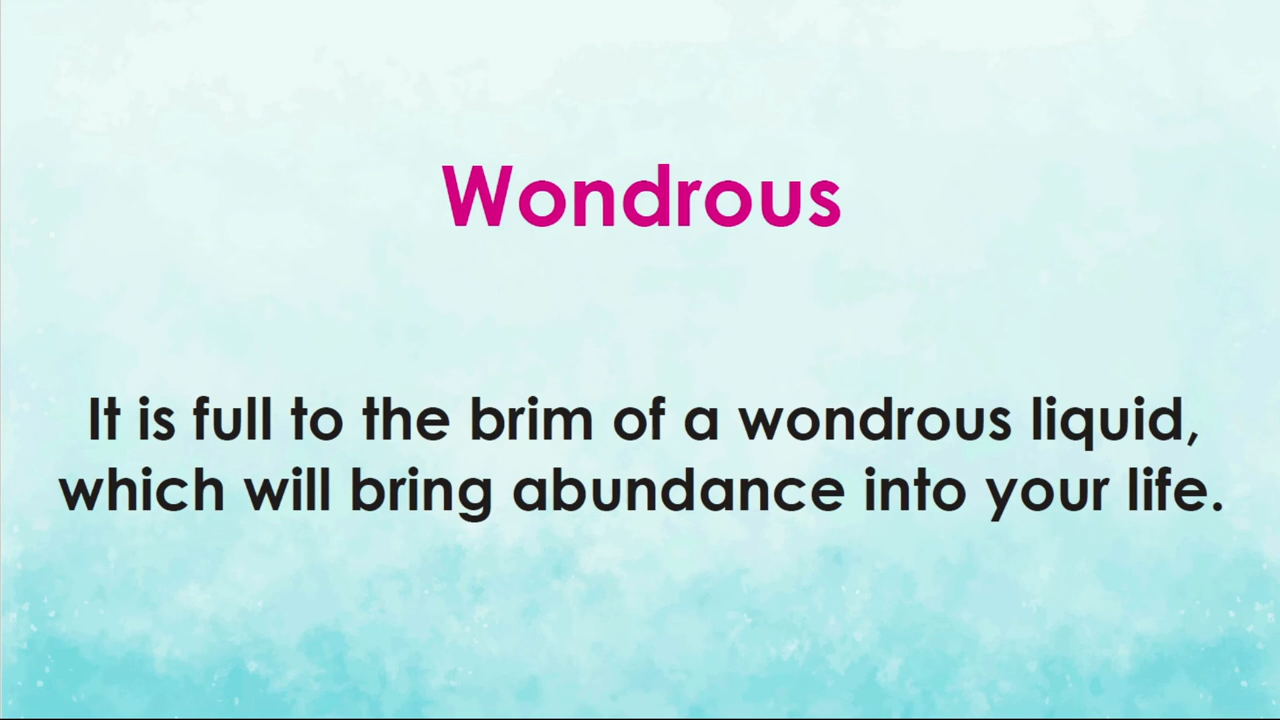 Wondrous
It is full to the brim of a wondrous liquid,
which will bring abundance into your life.